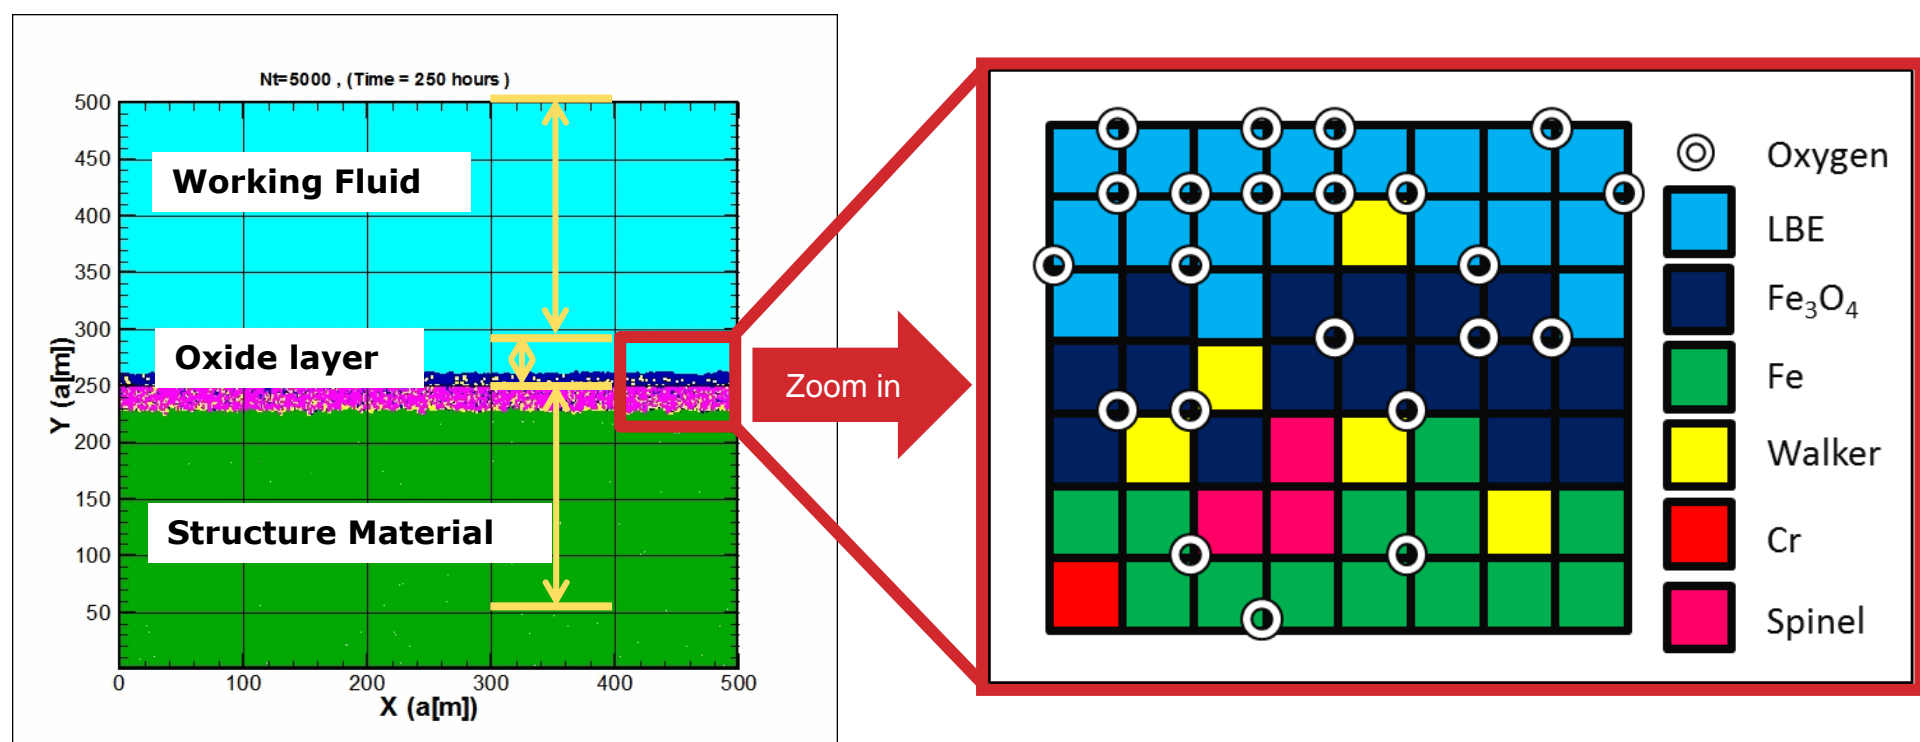 Nt=5000 , (Time = 250 hours )
500
450
400
350
300
250
200
150
100
50
0
100
200
300
400
500
X (a[m])
Y (a[m])
Working Fluid
Oxide layer
Structure Material
Zoom in
Oxygen
LBE
Fe₃O₄
Fe
Walker
Cr
Spinel